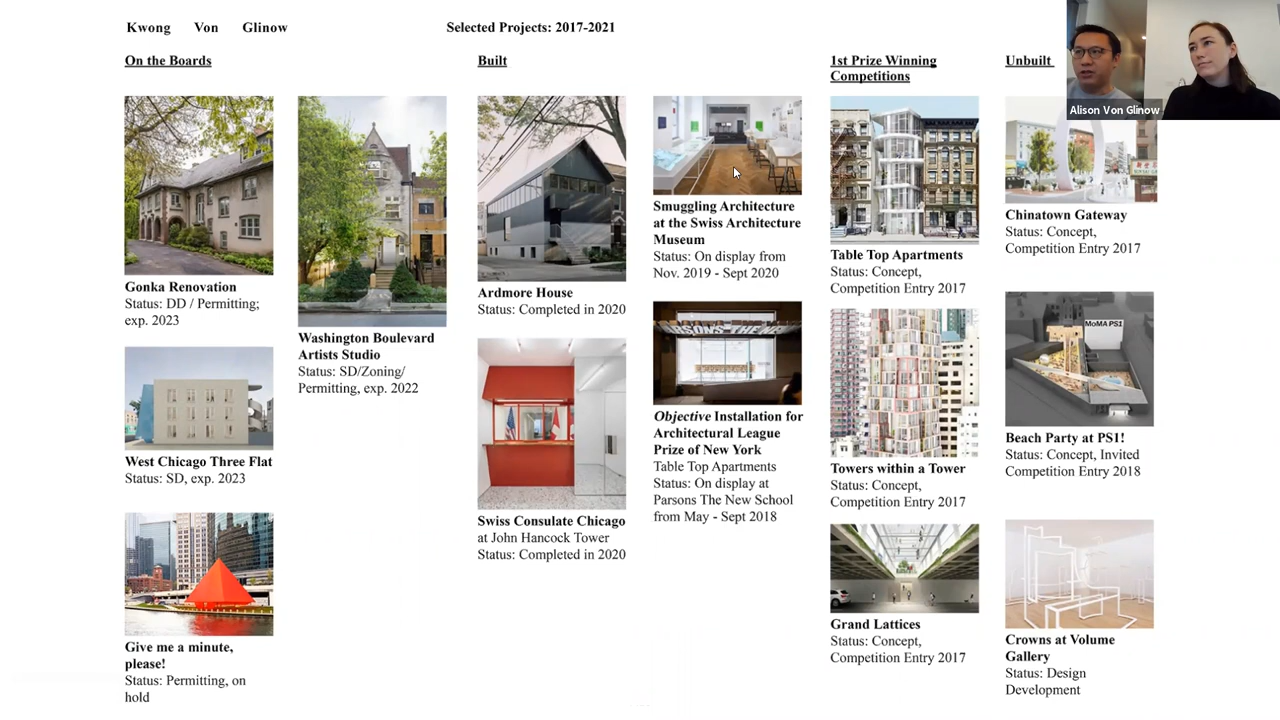 Kwong Von Glinow
Selected Projects: 2017-2021
On the Boards
Gonka Renovation
Status: DD / Permitting;
exp. 2023
West Chicago Three Flat
Status: SD, exp. 2023
Give me a minute,
please!
Status: Permitting, on
hold
Washington Boulevard
Artists Studio
Status: SD/Zoning/
Permitting, exp. 2022
Built
Ardmore House
Status: Completed in 2020
Swiss Consulate Chicago
at John Hancock Tower
Status: Completed in 2020
Smuggling Architecture
at the Swiss Architecture
Museum
Status: On display from
Nov. 2019 - Sept 2020
Objective Installation for
Architectural League
Prize of New York
Table Top Apartments
Status: On display at
Parsons The New School
from May - Sept 2018
1st Prize Winning
Competitions
Table Top Apartments
Status: Concept,
Competition Entry 2017
Towers within a Tower
Status: Concept,
Competition Entry 2017
Grand Lattices
Status: Concept,
Competition Entry 2017
Unbuilt
Chinatown Gateway
Status: Concept,
Competition Entry 2017
MoMA PS1
Beach Party at PS1!
Status: Concept, Invited
Competition Entry 2018
Crowns at Volume
Gallery
Status: Design
Development
Alison Von Glinow